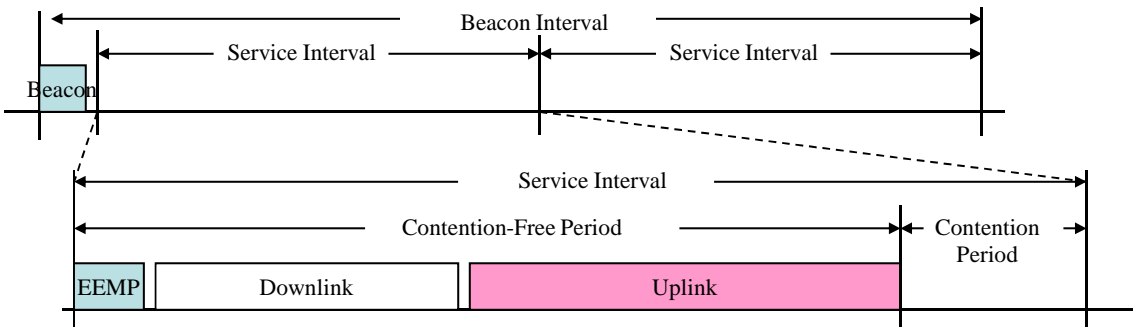 Beacon Interval
Service Interval
Service Interval
Beacon
Service Interval
Contention-Free Period
Contention
Period
EEMP
Downlink
Uplink